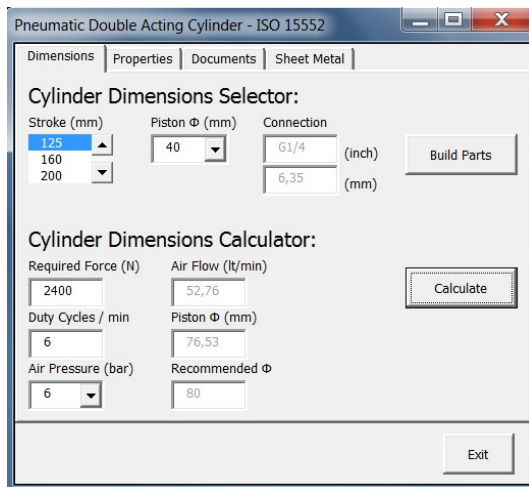 Pneumatic Double Acting Cylinder - ISO 15552
Dimensions Properties Documents Sheet Metal
Cylinder Dimensions Selector:
Stroke (mm) Piston Φ (mm) Connection
125 40 G1/4 (inch) Build Parts
160
200 6,35 (mm)
Cylinder Dimensions Calculator:
Required Force (N) Air Flow (lt/min)
2400 52,76 Calculate
Duty Cycles / min Piston Φ (mm)
6 76,53
Air Pressure (bar) Recommended Φ
6 80
Exit